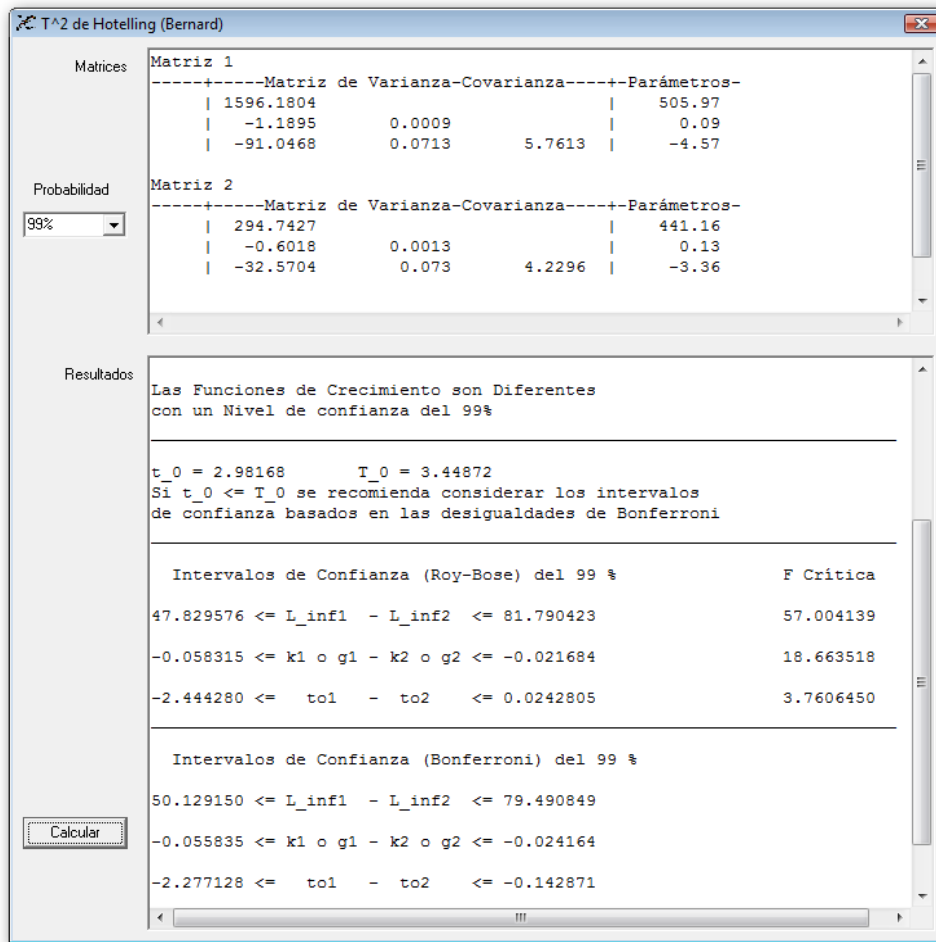 T^2 de Hotelling (Bernard)
Matrices
Matriz 1
-----+-----Matriz de Varianza-Covarianza----+-Parámetros-
| 1596.1804 | 505.97
| -1.1895 0.0009 | 0.09
| -91.0468 0.0713 5.7613 | -4.57
Probabilidad
99%
Matriz 2
-----+-----Matriz de Varianza-Covarianza----+-Parámetros-
| 294.7427 | 441.16
| -0.6018 0.0013 | 0.13
| -32.5704 0.073 4.2296 | -3.36
Resultados
Las Funciones de Crecimiento son Diferentes
con un Nivel de confianza del 99%
t_0 = 2.98168 T_0 = 3.44872
Si t_0 <= T_0 se recomienda considerar los intervalos
de confianza basados en las desigualdades de Bonferroni
Intervalos de Confianza (Roy-Bose) del 99 % F Crítica
47.829576 <= L_inf1 - L_inf2 <= 81.790423 57.004139
-0.058315 <= k1 o g1 - k2 o g2 <= -0.021684 18.663518
-2.444280 <= to1 - to2 <= 0.0242805 3.7606450
Intervalos de Confianza (Bonferroni) del 99 %
50.129150 <= L_inf1 - L_inf2 <= 79.490849
-0.055835 <= k1 o g1 - k2 o g2 <= -0.024164
-2.277128 <= to1 - to2 <= -0.142871
Calcular